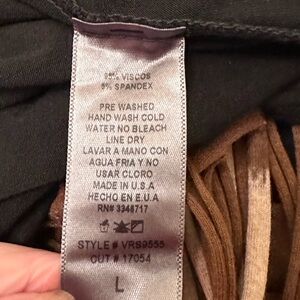 95% VISCOS
5% SPANDEX
PRE WASHED
HAND WASH COLD
WATER NO BLEACH
LINE DRY
LAVAR A MANO CON
AGUA FRIA Y NO
USAR CLORO
MADE IN U.S.A
HECHO EN E.U.A
RN# 3346717
STYLE # VRS9555
CUT # 17054
L